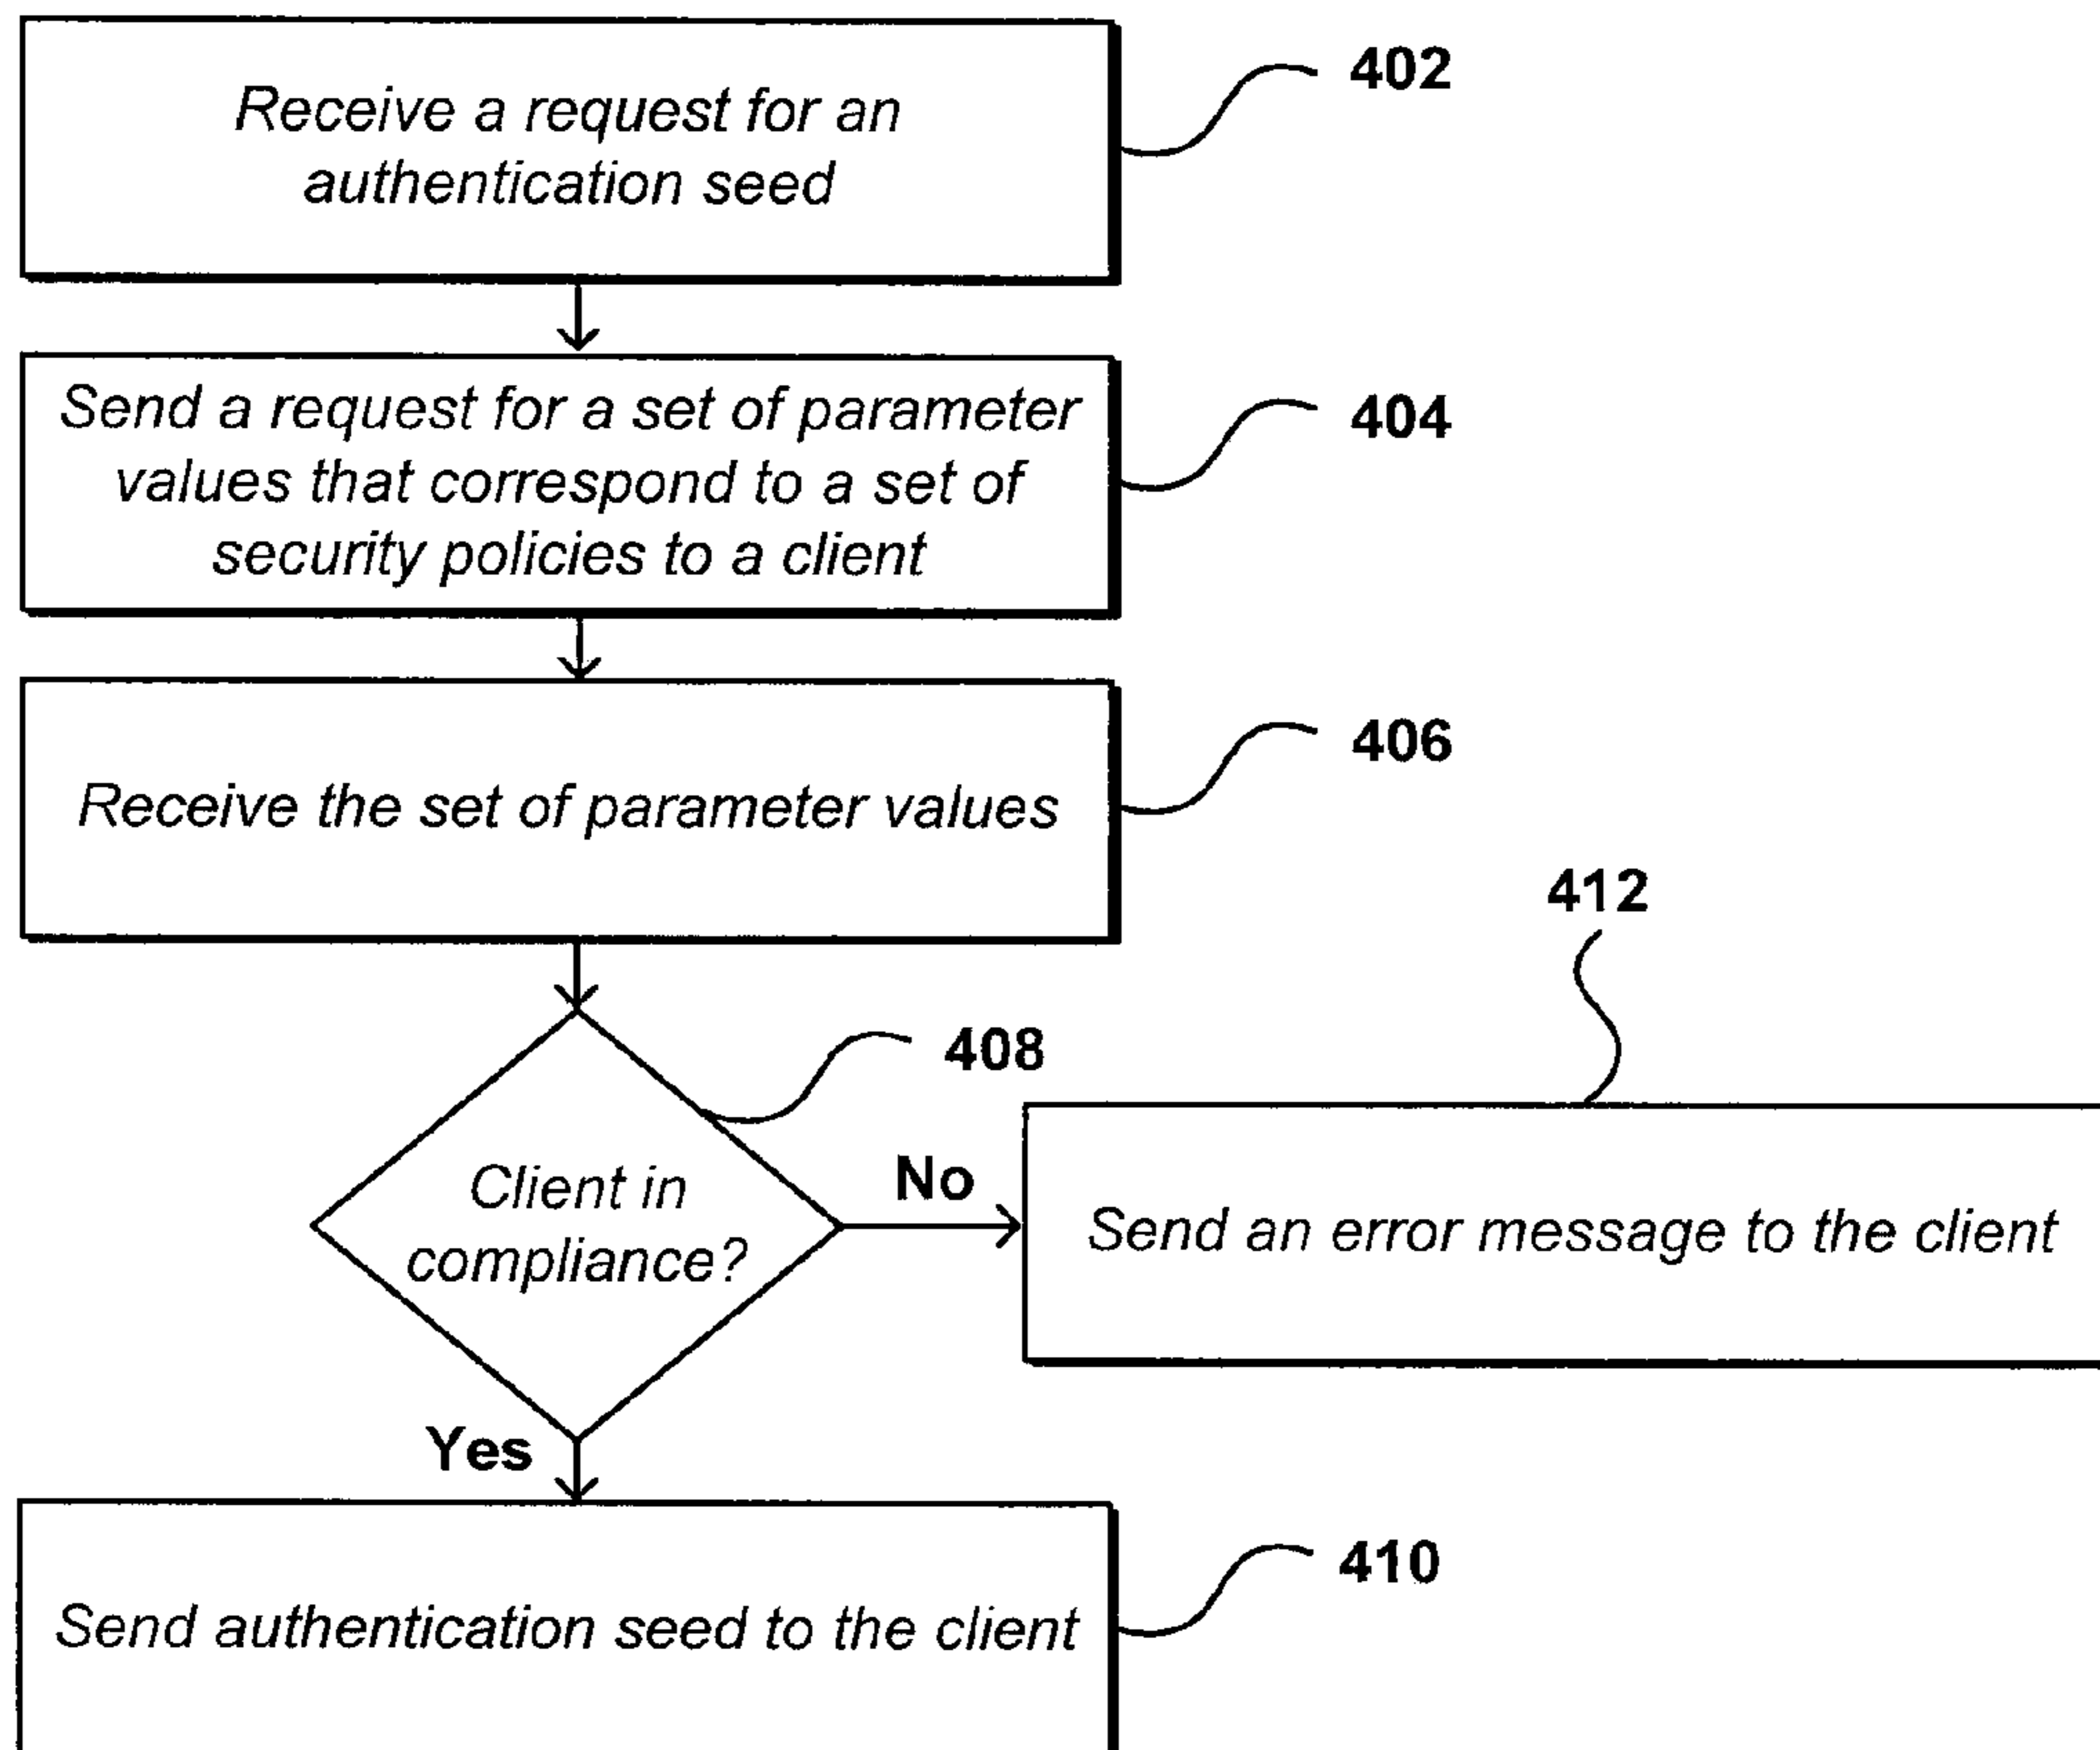 Receive a request for an
authentication seed
402
Send a request for a set of parameter
values that correspond to a set of
security policies to a client
404
Receive the set of parameter values
406
412
408
Client in
compliance?
No
Send an error message to the client
Yes
Send authentication seed to the client
410